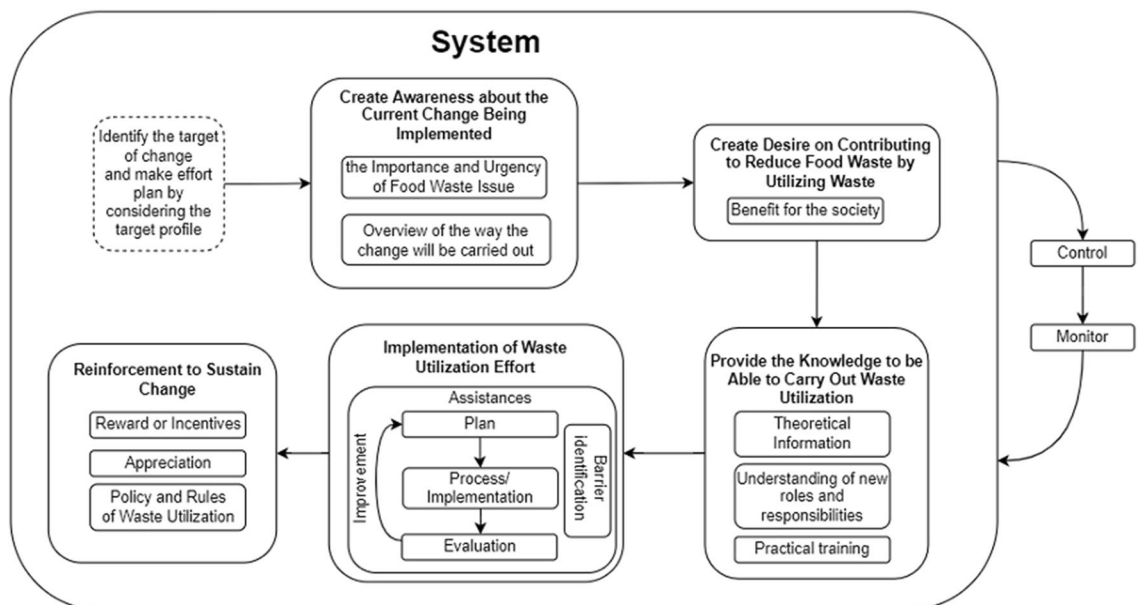 System
Identify the target
of change
and make effort
plan by
considering the
target profile
Create Awareness about the
Current Change Being
Implemented
the Importance and Urgency
of Food Waste Issue
Overview of the way the
change will be carried out
Create Desire on Contributing
to Reduce Food Waste by
Utilizing Waste
Benefit for the society
Control
Monitor
Provide the Knowledge to be
Able to Carry Out Waste
Utilization
Theoretical
Information
Understanding of new
roles and
responsibilities
Practical training
Implementation of Waste
Utilization Effort
Assistances
Plan
Process/
Implementation
Evaluation
Improvement
Barrier
identification
Reinforcement to Sustain
Change
Reward or Incentives
Appreciation
Policy and Rules
of Waste Utilization